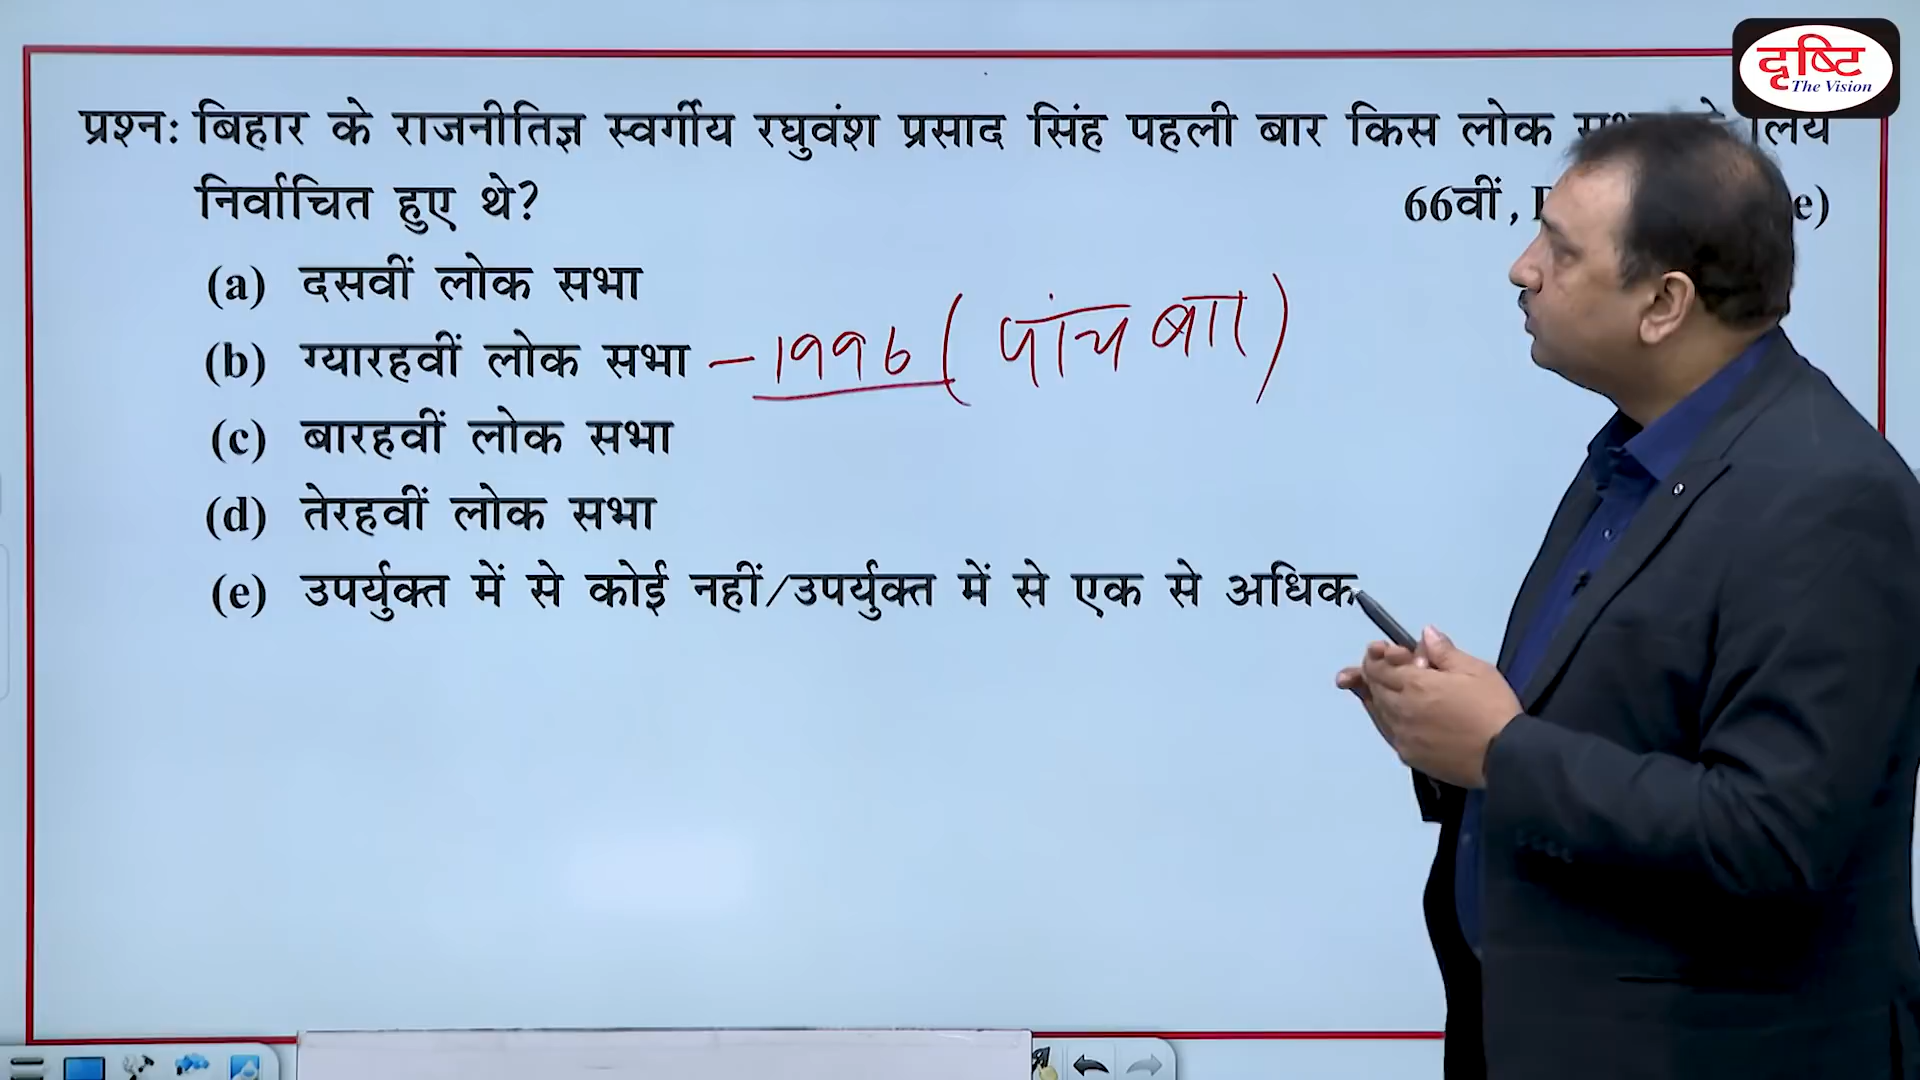 दृष्टि
The Vision
प्रश्न: बिहार के राजनीतिज्ञ स्वर्गीय रघुवंश प्रसाद सिंह पहली बार किस लोक लिये
निर्वाचित हुए थे? 66वीं, e)
(a) दसवीं लोक सभा
(b) ग्यारहवीं लोक सभा – 1996 ( पांच बार )
(c) बारहवीं लोक सभा
(d) तेरहवीं लोक सभा
(e) उपर्युक्त में से कोई नहीं/उपर्युक्त में से एक से अधिक